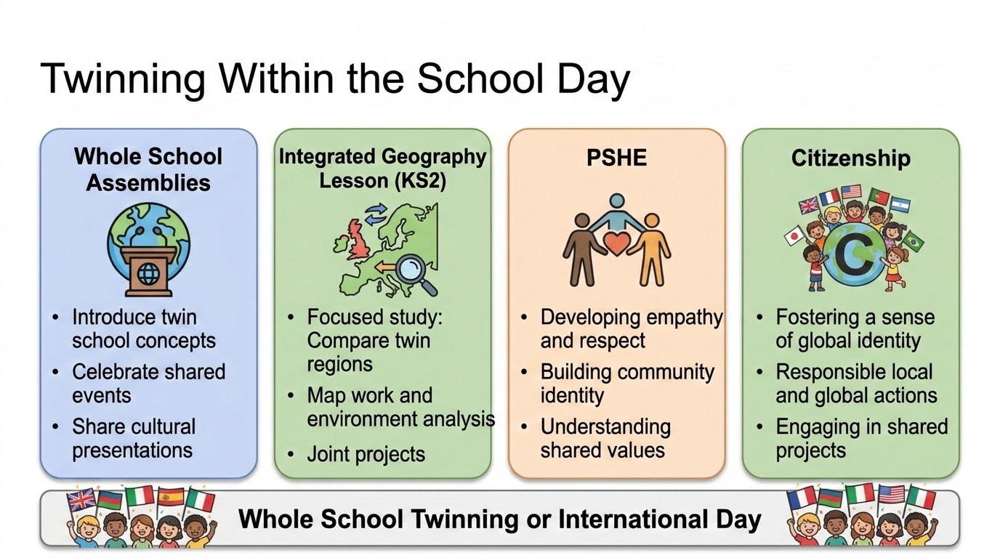 Twinning Within the School Day
Whole School
Assemblies
• Introduce twin
school concepts
• Celebrate shared
events
• Share cultural
presentations
Integrated Geography
Lesson (KS2)
• Focused study:
Compare twin
regions
• Map work and
environment analysis
• Joint projects
PSHE
• Developing empathy
and respect
• Building community
identity
• Understanding
shared values
Citizenship
C
• Fostering a sense
of global identity
• Responsible local
and global actions
• Engaging in shared
projects
Whole School Twinning or International Day